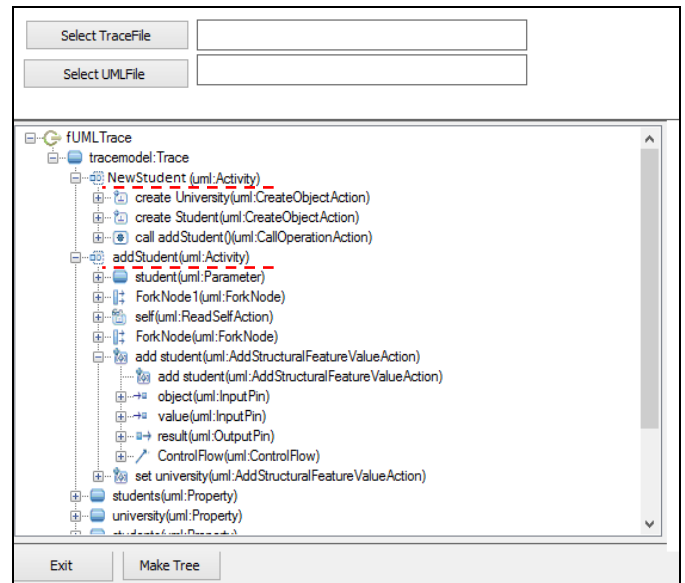 Select TraceFile
Select UMLFile
fUMLTrace
tracemodel:Trace
NewStudent (uml:Activity)
create University(uml:CreateObjectAction)
create Student(uml:CreateObjectAction)
call addStudent()(uml:CallOperationAction)
addStudent(uml:Activity)
student(uml:Parameter)
ForkNode1(uml:ForkNode)
self(uml:ReadSelfAction)
ForkNode(uml:ForkNode)
add student(uml:AddStructuralFeatureValueAction)
add student(uml:AddStructuralFeatureValueAction)
object(uml:InputPin)
value(uml:InputPin)
result(uml:OutputPin)
ControlFlow(uml:ControlFlow)
set university(uml:AddStructuralFeatureValueAction)
students(uml:Property)
university(uml:Property)
students(uml:Property)
Exit Make Tree